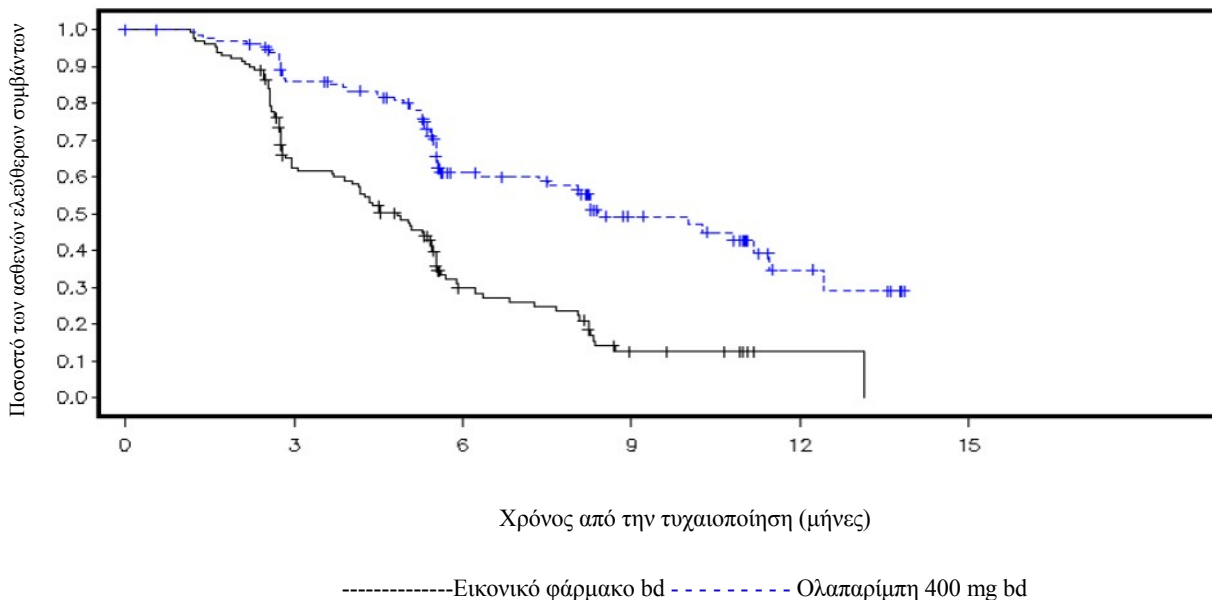 Ποσοστό των ασθενών ελεύθερων συμβάντων
1.0
0.9
0.8
0.7
0.6
0.5
0.4
0.3
0.2
0.1
0.0
0 3 6 9 12 15
Χρόνος από την τυχαιοποίηση (μήνες)
----------Εικονικό φάρμακο bd - - - - - - - Ολαπαρίμπη 400 mg bd